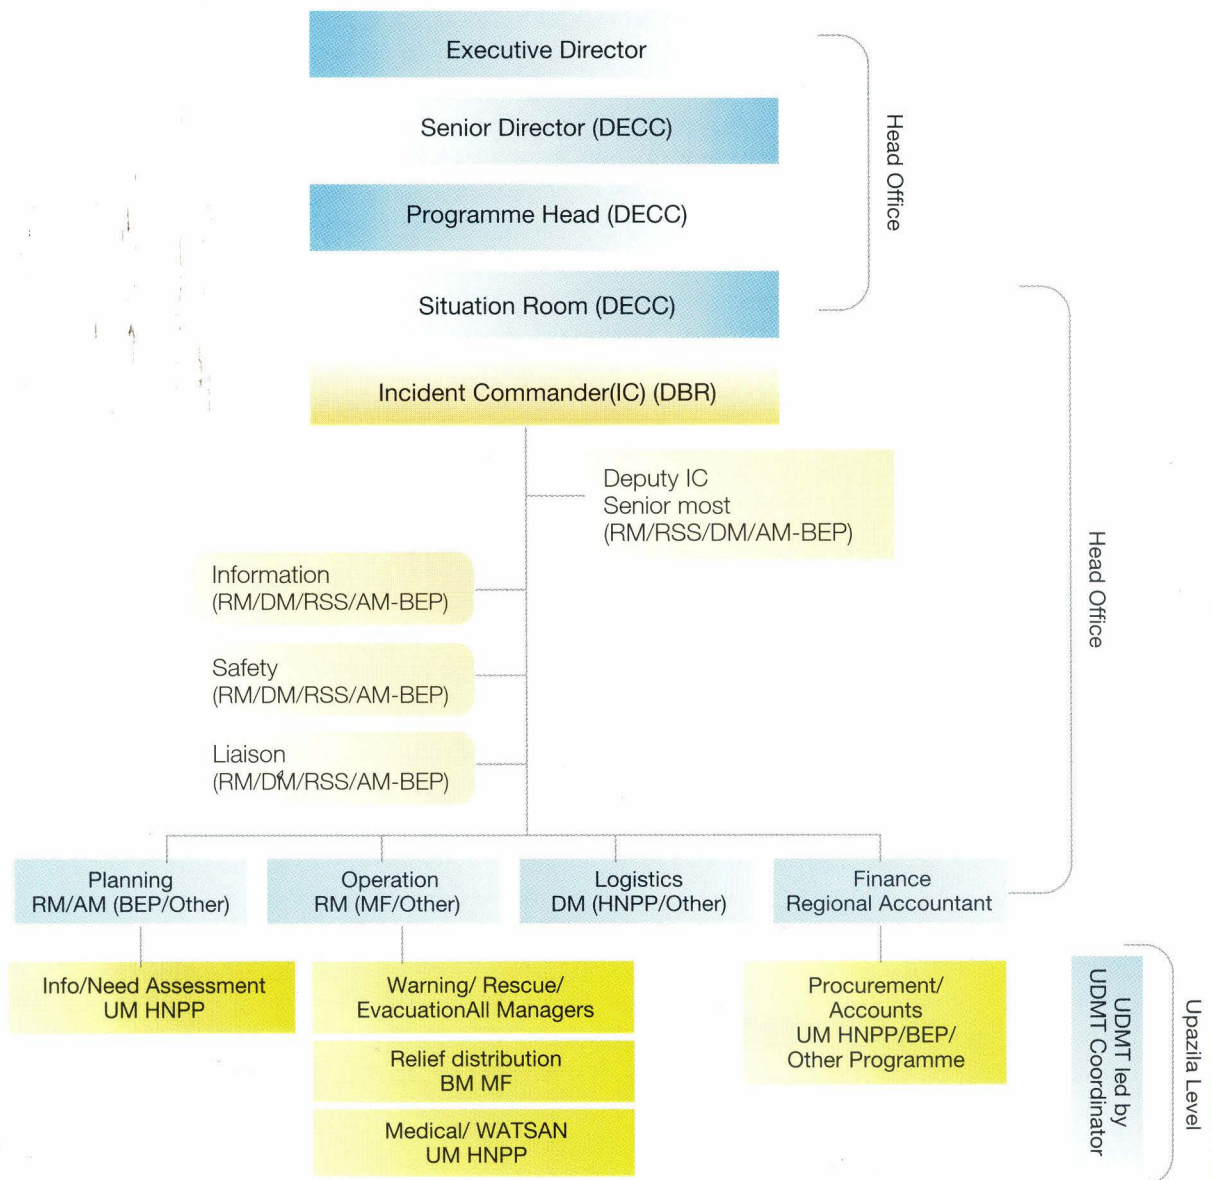 Executive Director
Senior Director (DECC)
Programme Head (DECC)
Situation Room (DECC)
Head Office
Incident Commander(IC) (DBR)
Deputy IC
Senior most
(RM/RSS/DM/AM-BEP)
Information
(RM/DM/RSS/AM-BEP)
Safety
(RM/DM/RSS/AM-BEP)
Liaison
(RM/DM/RSS/AM-BEP)
Head Office
Planning
RM/AM (BEP/Other)
Operation
RM (MF/Other)
Logistics
DM (HNPP/Other)
Finance
Regional Accountant
Info/Need Assessment
UM HNPP
Warning/ Rescue/
EvacuationAll Managers
Relief distribution
BM MF
Medical/ WATSAN
UM HNPP
Procurement/
Accounts
UM HNPP/BEP/
Other Programme
UDMT led by
UDMT Coordinator
Upazila Level